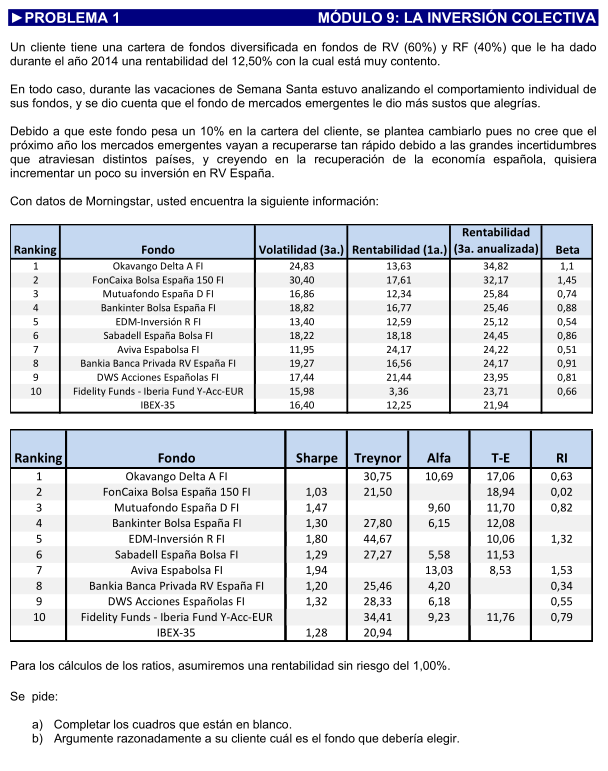 ►PROBLEMA 1 MÓDULO 9: LA INVERSIÓN COLECTIVA
Un cliente tiene una cartera de fondos diversificada en fondos de RV (60%) y RF (40%) que le ha dado
durante el año 2014 una rentabilidad del 12,50% con la cual está muy contento.
En todo caso, durante las vacaciones de Semana Santa estuvo analizando el comportamiento individual de
sus fondos, y se dio cuenta que el fondo de mercados emergentes le dio más sustos que alegrías.
Debido a que este fondo pesa un 10% en la cartera del cliente, se plantea cambiarlo pues no cree que el
próximo año los mercados emergentes vayan a recuperarse tan rápido debido a las grandes incertidumbres
que atraviesan distintos países, y creyendo en la recuperación de la economía española, quisiera
incrementar un poco su inversión en RV España.
Con datos de Morningstar, usted encuentra la siguiente información:
Rentabilidad
Ranking Fondo Volatilidad (3a.) Rentabilidad (1a.) (3a. anualizada) Beta
1 Okavango Delta A FI 24,83 13,63 34,82 1,1
2 FonCaixa Bolsa España 150 FI 30,40 17,61 32,17 1,45
3 Mutuafondo España D FI 16,86 12,34 25,84 0,74
4 Bankinter Bolsa España FI 18,82 16,77 25,46 0,88
5 EDM-Inversión R FI 13,40 12,59 25,12 0,54
6 Sabadell España Bolsa FI 18,22 18,18 24,45 0,86
7 Aviva Espabolsa FI 11,95 24,17 24,22 0,51
8 Bankia Banca Privada RV España FI 19,27 16,56 24,17 0,91
9 DWS Acciones Españolas FI 17,44 21,44 23,95 0,81
10 Fidelity Funds - Iberia Fund Y-Acc-EUR 15,98 3,36 23,71 0,66
IBEX-35 16,40 12,25 21,94
Ranking Fondo Sharpe Treynor Alfa T-E RI
1 Okavango Delta A FI 30,75 10,69 17,06 0,63
2 FonCaixa Bolsa España 150 FI 1,03 21,50 18,94 0,02
3 Mutuafondo España D FI 1,47 9,60 11,70 0,82
4 Bankinter Bolsa España FI 1,30 27,80 6,15 12,08
5 EDM-Inversión R FI 1,80 44,67 10,06 1,32
6 Sabadell España Bolsa FI 1,29 27,27 5,58 11,53
7 Aviva Espabolsa FI 1,94 13,03 8,53 1,53
8 Bankia Banca Privada RV España FI 1,20 25,46 4,20 0,34
9 DWS Acciones Españolas FI 1,32 28,33 6,18 0,55
10 Fidelity Funds - Iberia Fund Y-Acc-EUR 34,41 9,23 11,76 0,79
IBEX-35 1,28 20,94
Para los cálculos de los ratios, asumiremos una rentabilidad sin riesgo del 1,00%.
Se pide:
a) Completar los cuadros que están en blanco.
b) Argumente razonadamente a su cliente cuál es el fondo que debería elegir.